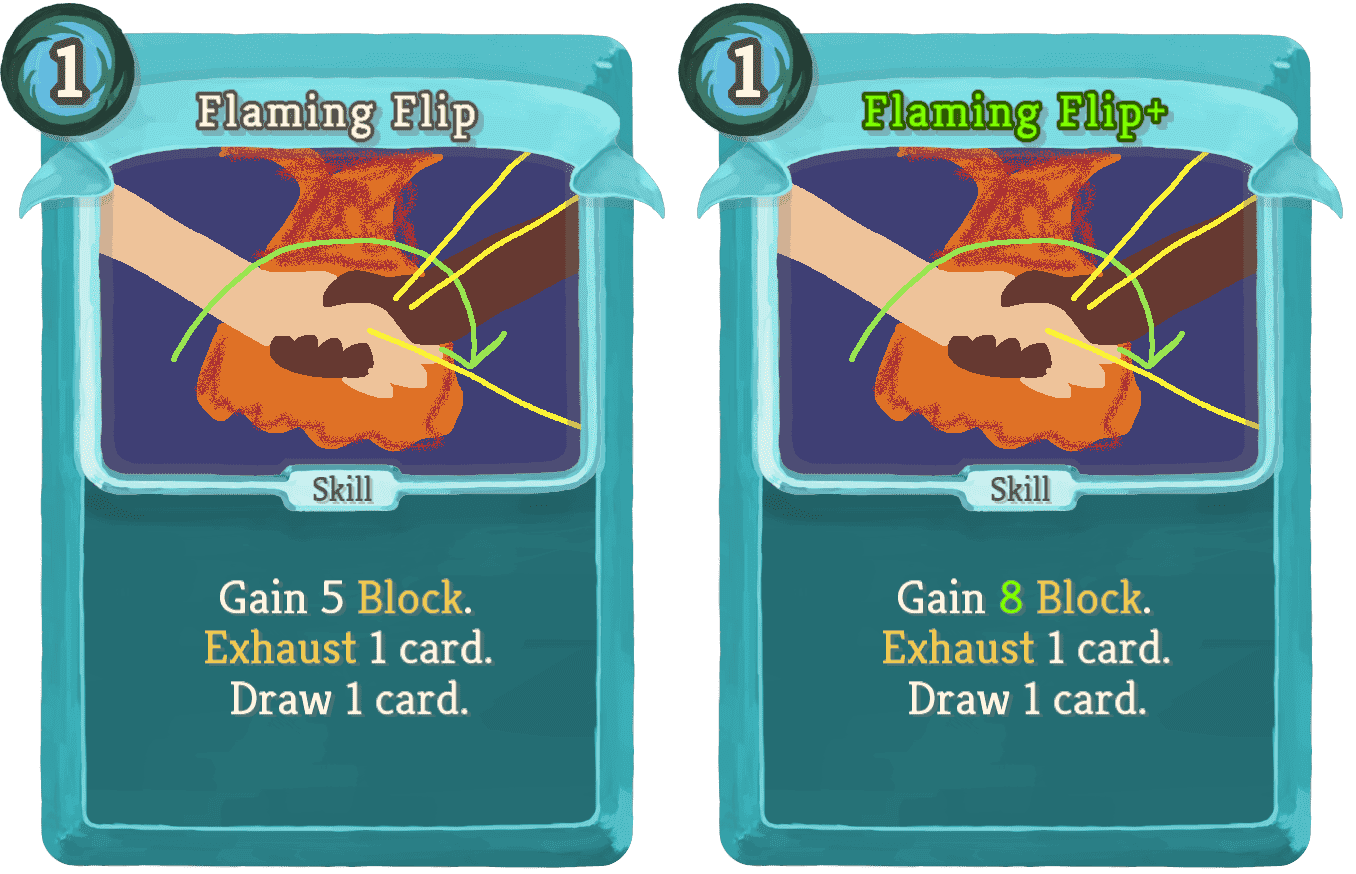 1
Flaming Flip
Skill
Gain 5 Block.
Exhaust 1 card.
Draw 1 card.
1
Flaming Flip+
Skill
Gain 8 Block.
Exhaust 1 card.
Draw 1 card.